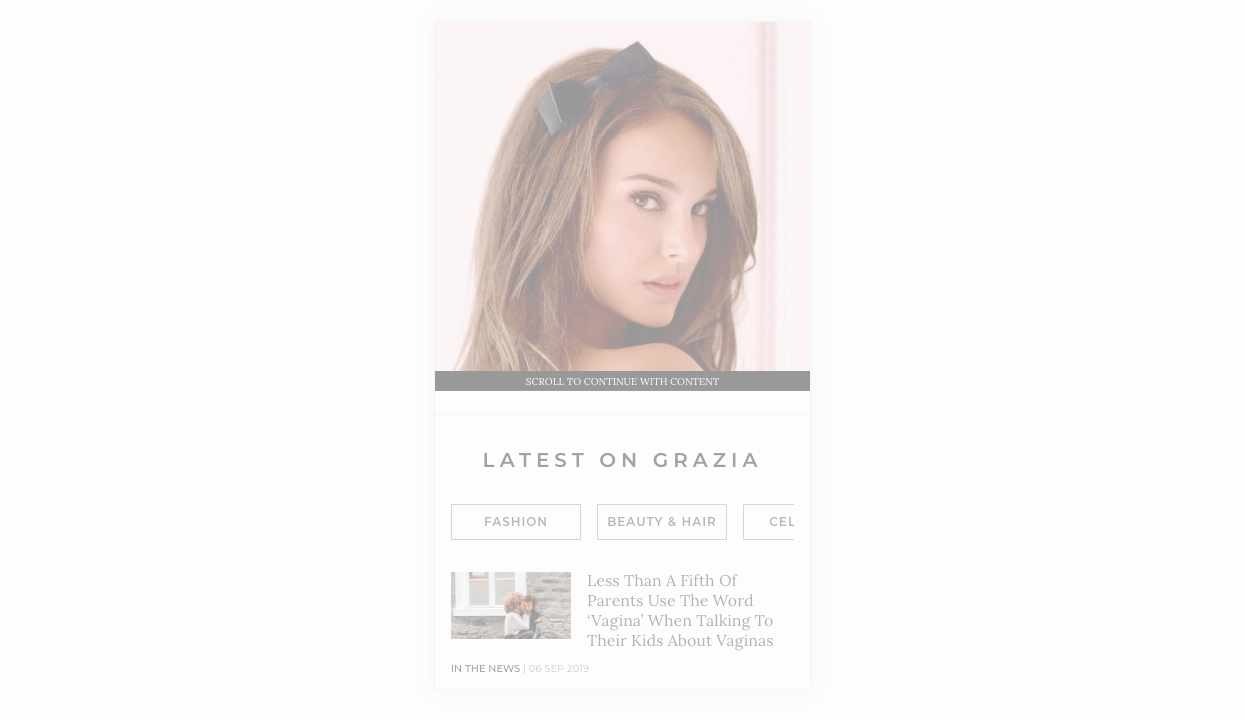 SCROLL TO CONTINUE WITH CONTENT
LATEST ON GRAZIA
FASHION
BEAUTY & HAIR
CEL
Less Than A Fifth Of
Parents Use The Word
‘Vagina’ When Talking To
Their Kids About Vaginas
IN THE NEWS | 06 SEP 2019